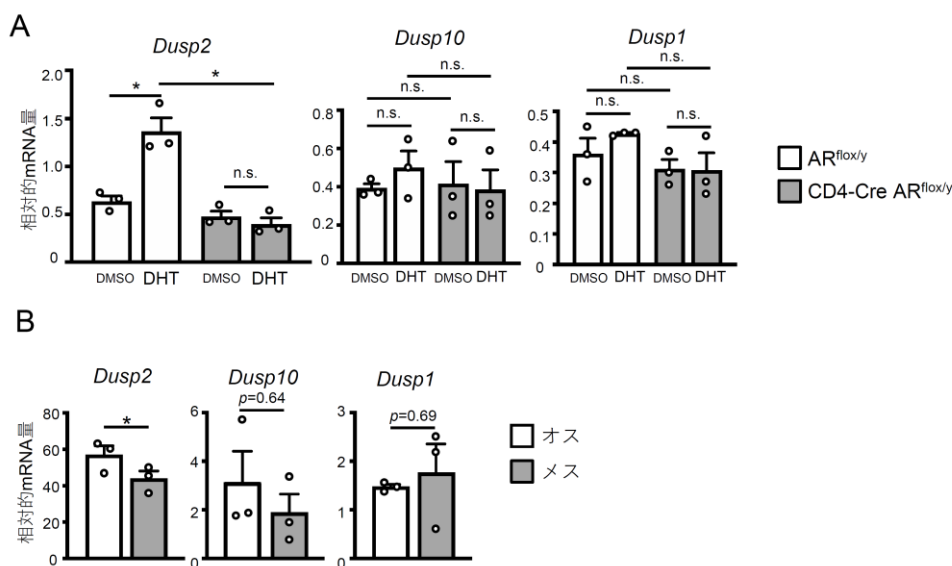 A
Dusp2
Dusp10
Dusp1
相対的mRNA量
2.0
1.5
1.0
0.5
0
*
*
n.s.
DMSO
DHT
DMSO
DHT
0.8
0.6
0.4
0.2
0
n.s.
n.s.
n.s.
n.s.
DMSO
DHT
DMSO
DHT
0.5
0.4
0.3
0.2
0.1
0
n.s.
n.s.
n.s.
n.s.
DMSO
DHT
DMSO
DHT
ARflox/y
CD4-Cre ARflox/y
B
Dusp2
Dusp10
Dusp1
相対的mRNA量
80
60
40
20
0
*
6
4
2
0
p=0.64
3
2
1
0
p=0.69
オス
メス